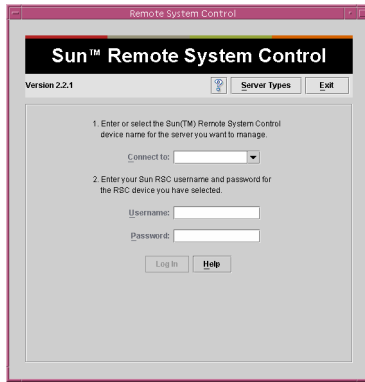 Remote System Control
Sun™ Remote System Control
Version 2.2.1
Server Types
Exit
1. Enter or select the Sun(TM) Remote System Control
device name for the server you want to manage.
Connect to:
2. Enter your Sun RSC username and password for
the RSC device you have selected.
Username:
Password:
Log In
Help